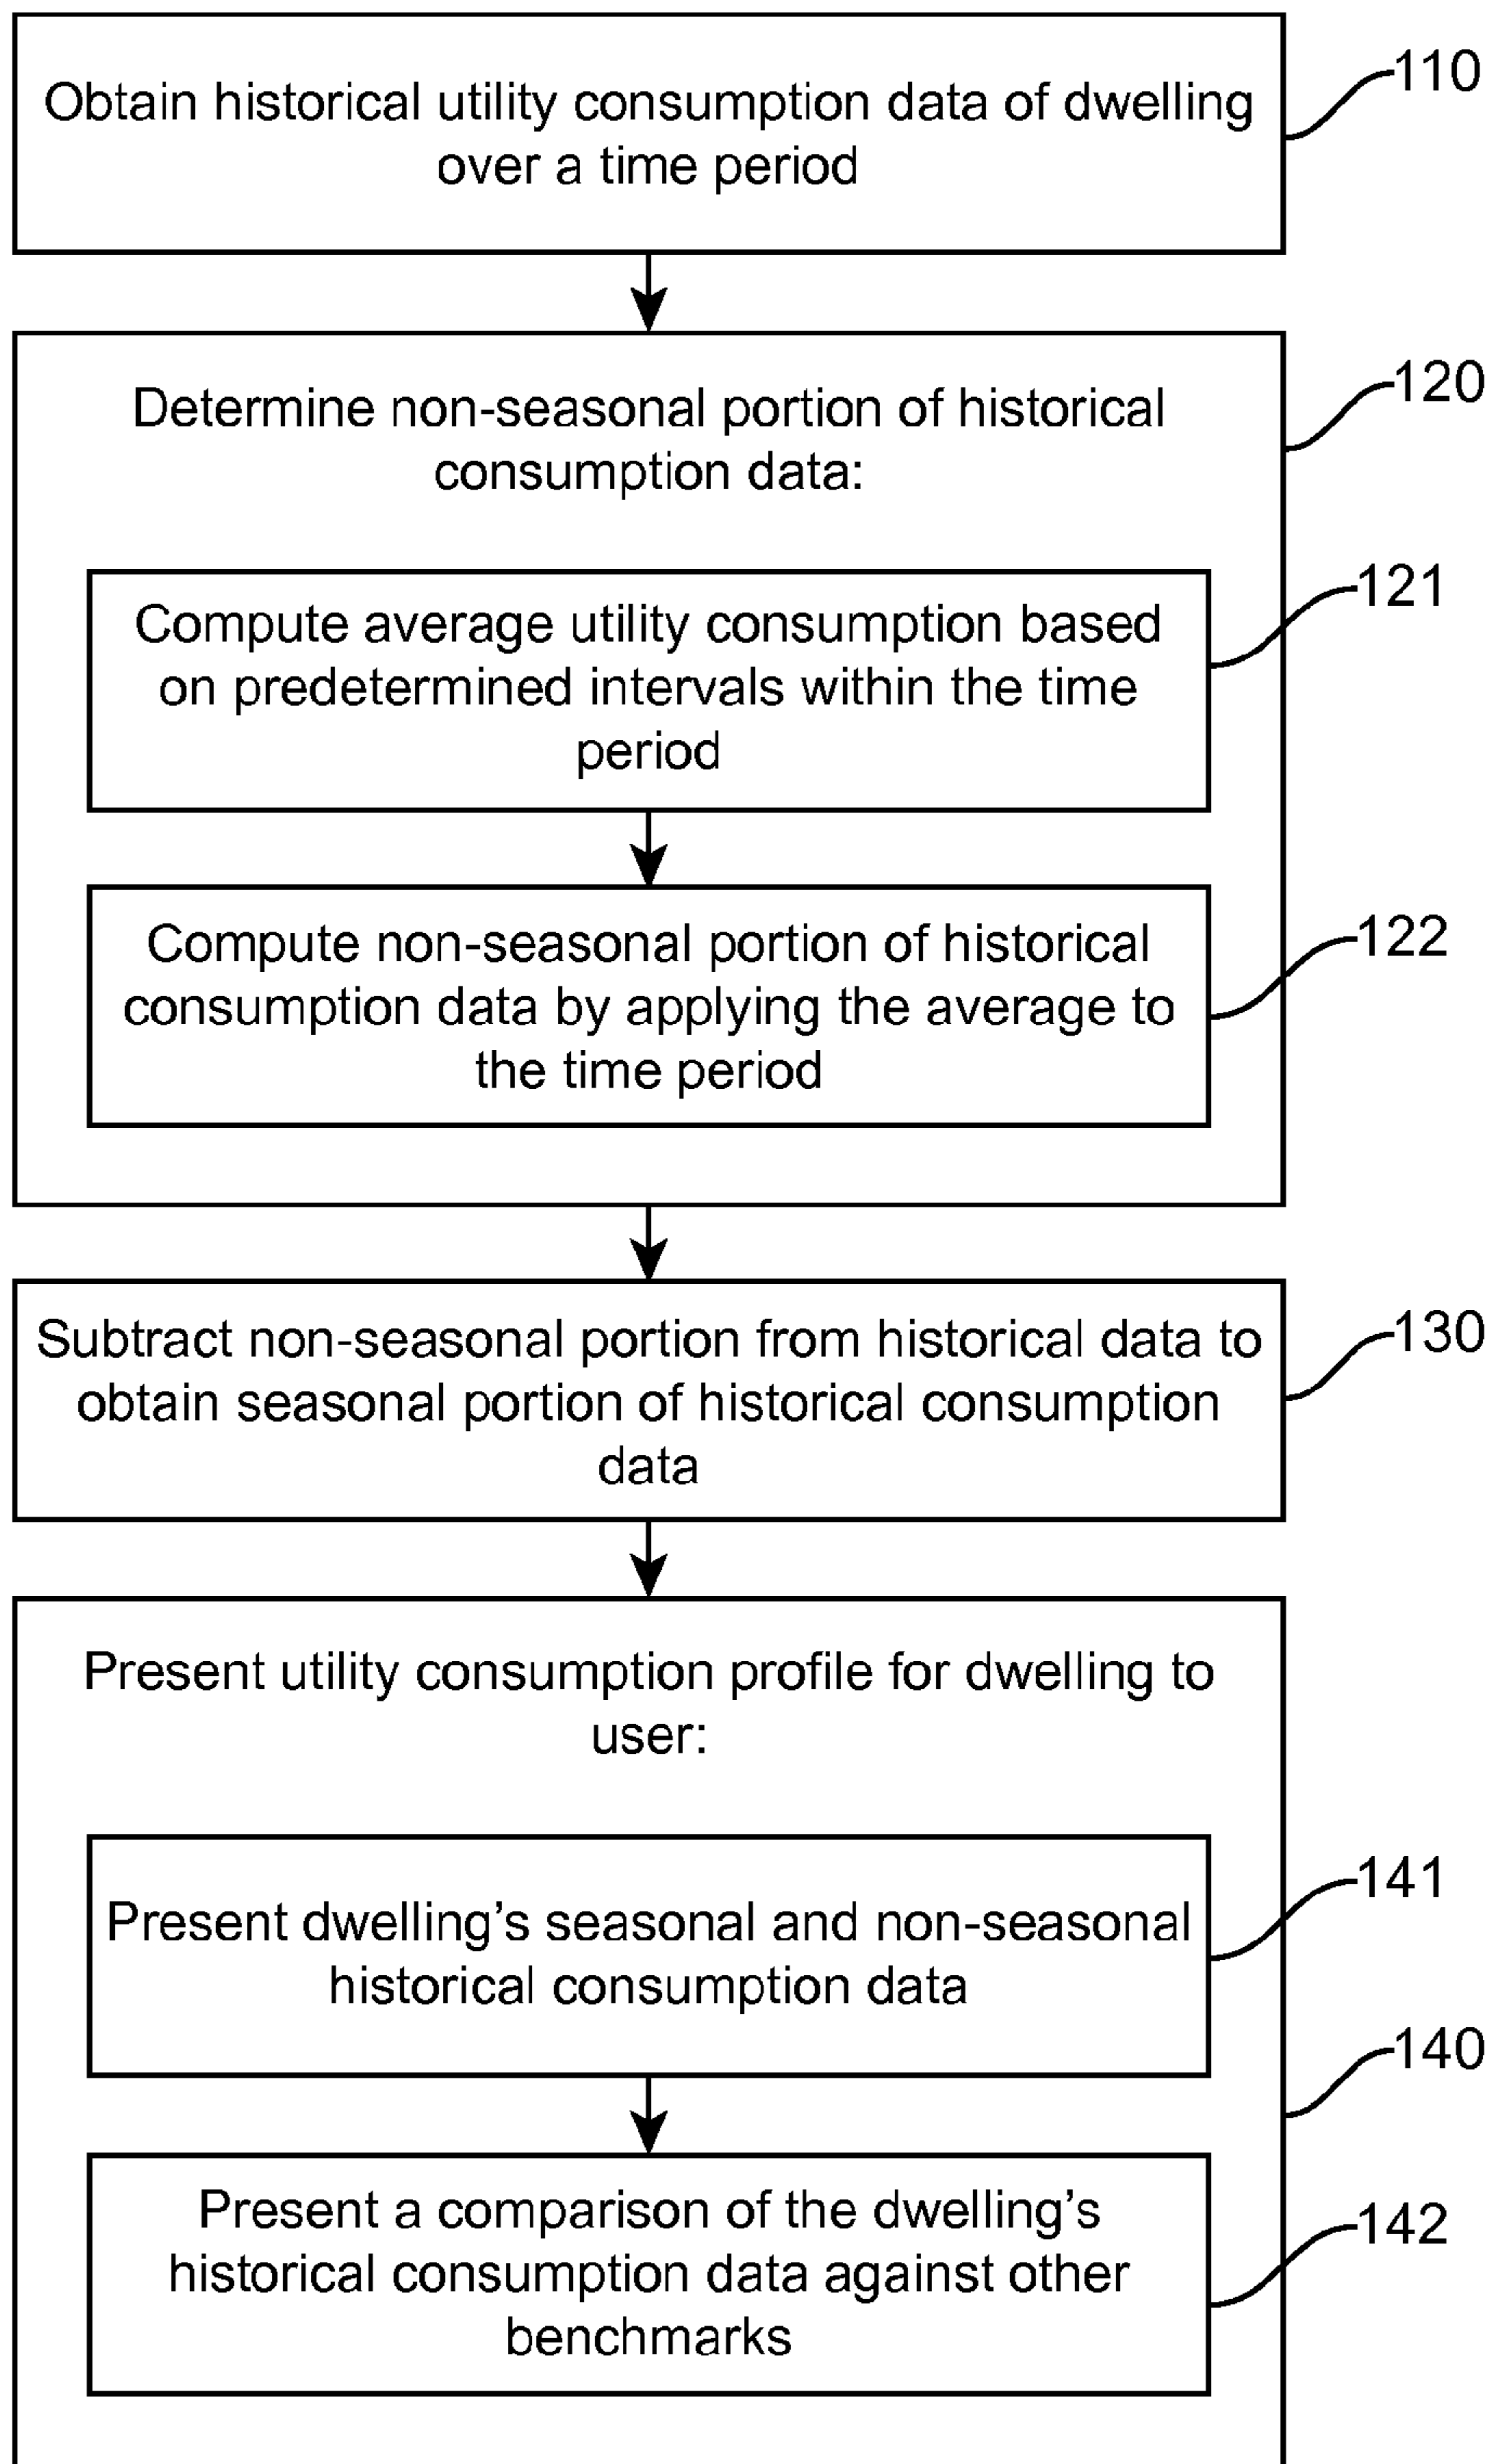 Obtain historical utility consumption data of dwelling
over a time period
110
Determine non-seasonal portion of historical
consumption data:
120
Compute average utility consumption based
on predetermined intervals within the time
period
121
Compute non-seasonal portion of historical
consumption data by applying the average to
the time period
122
Subtract non-seasonal portion from historical data to
obtain seasonal portion of historical consumption
data
130
Present utility consumption profile for dwelling to
user:
Present dwelling’s seasonal and non-seasonal
historical consumption data
141
140
Present a comparison of the dwelling’s
historical consumption data against other
benchmarks
142